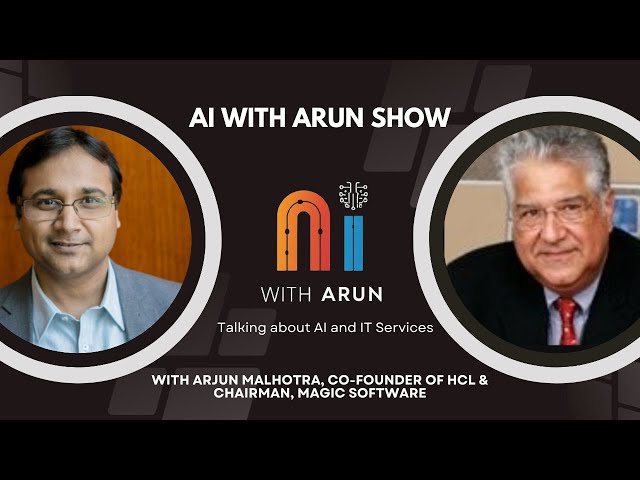 AI WITH ARUN SHOW
Ai
WITH ARUN
Talking about AI and IT Services
WITH ARJUN MALHOTRA, CO-FOUNDER OF HCL &
CHAIRMAN, MAGIC SOFTWARE